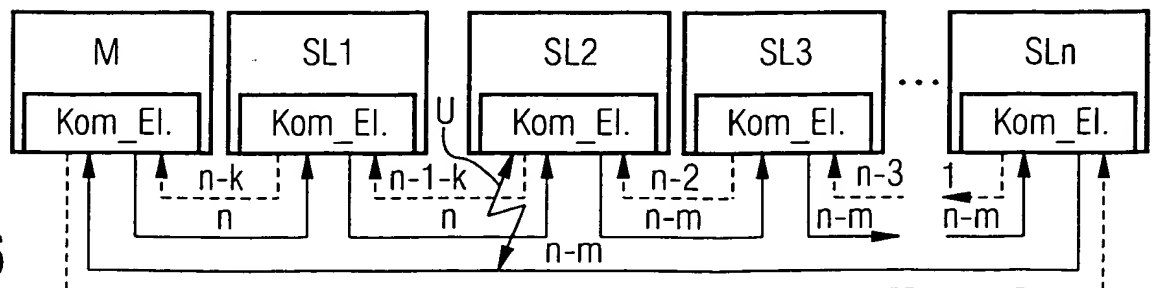 M SL1 SL2 SL3 ... SLn
Kom_El. Kom_El. U Kom_El. Kom_El. Kom_El.
n-k n-1-k n-2 n-3 1
n n n-m n-m n-m
n-m